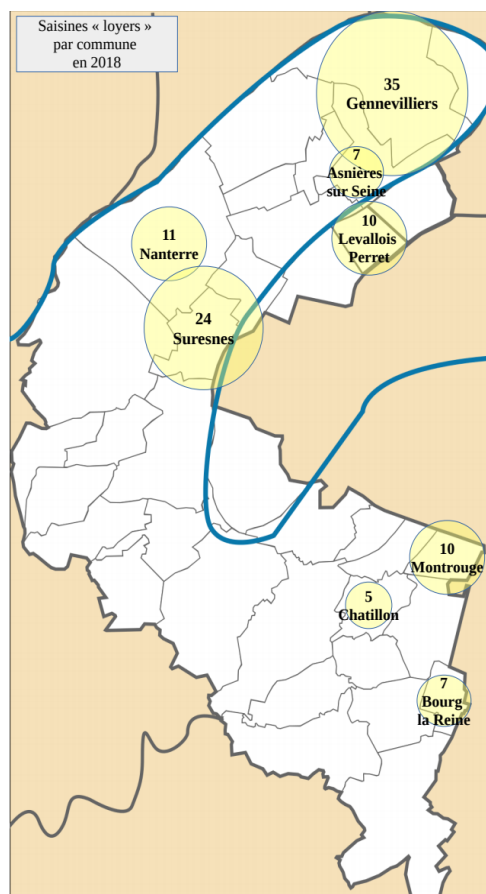 Saisines « loyers »
par commune
en 2018
35
Gennevilliers
7
Asnières
sur Seine
10
Levallois
Perret
11
Nanterre
24
Suresnes
10
Montrouge
5
Chatillon
7
Bourg
la Reine